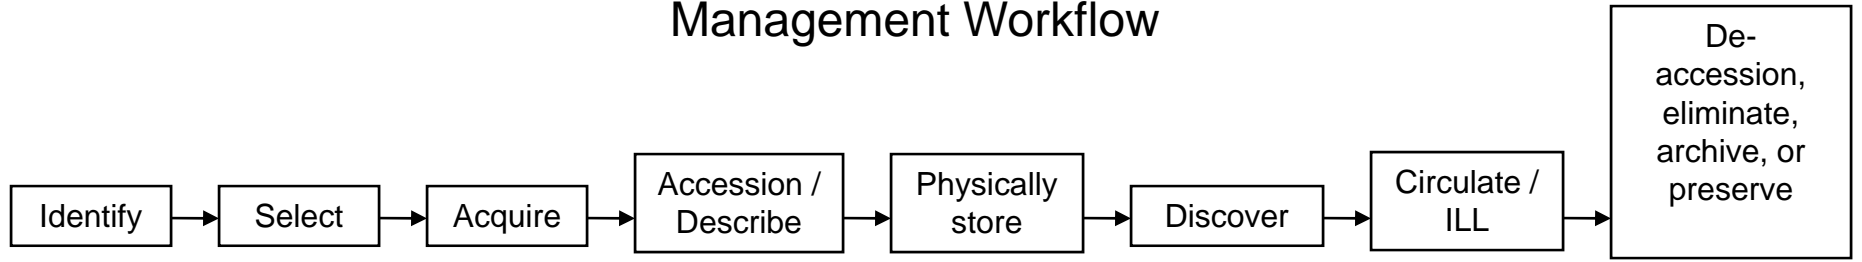 Management Workflow
Identify
Select
Acquire
Accession /
Describe
Physically
store
Discover
Circulate /
ILL
De-
accession,
eliminate,
archive, or
preserve